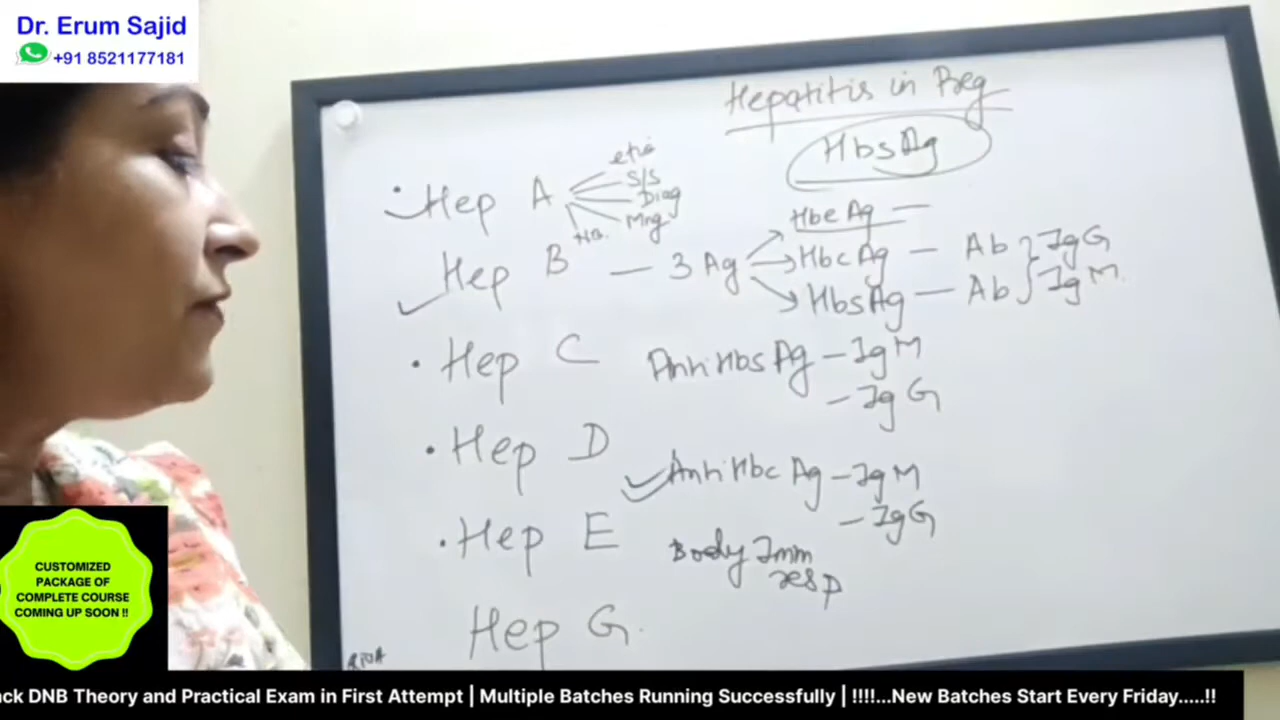 Dr. Erum Sajid
+91 8521177181
Hepatitis in Preg
HbsAg
Hep A
etio
S/S
Diag
Mng
Hep B — 3 Ag
HbeAg —
HbcAg — Ab } IgG
HbsAg — Ab } IgM
Hep C
Anti HbsAg — IgM
— IgG
Hep D
Anti Hbc Ag — IgM
— IgG
Hep E
Body Imm
resp
Hep G
CUSTOMIZED
PACKAGE OF
COMPLETE COURSE
COMING UP SOON !!
ck DNB Theory and Practical Exam in First Attempt | Multiple Batches Running Successfully | !!!!...New Batches Start Every Friday.....!!